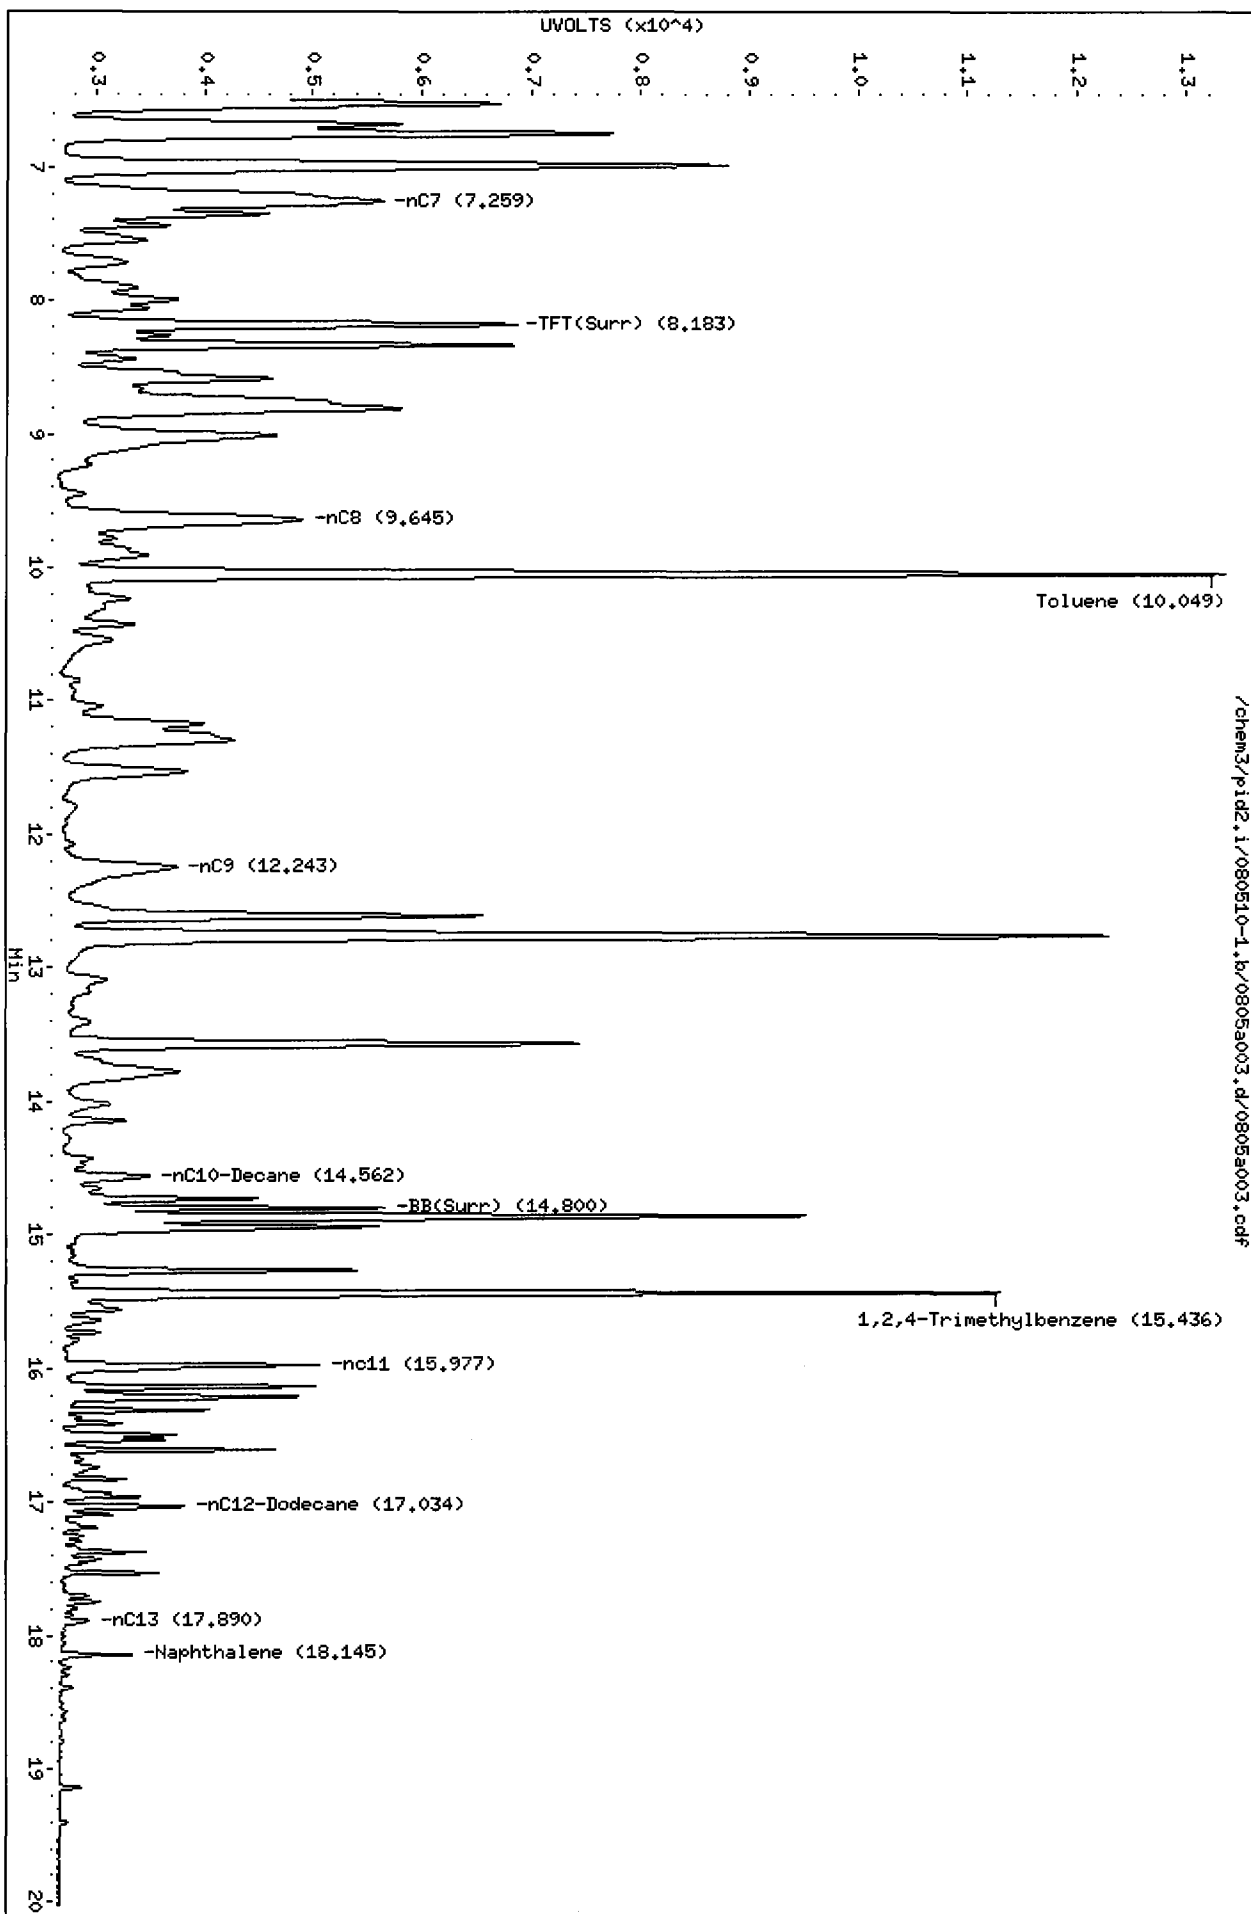 /chem3/pid2.i/080510-1.b/0805a003.d/0805a003.cdf
UVOLTS (x10^4)
1.3
1.2
1.1
1.0
0.9
0.8
0.7
0.6
0.5
0.4
0.3
-nC7 (7.259)
-TFT(Surr) (8.183)
-nC8 (9.645)
Toluene (10.049)
-nC9 (12.243)
-nC10-Decane (14.562)
-BB(Surr) (14.800)
1,2,4-Trimethylbenzene (15.436)
-nc11 (15.977)
-nC12-Dodecane (17.034)
-nC13 (17.890)
-Naphthalene (18.145)
7
8
9
10
11
12
13
14
15
16
17
18
19
20
Min